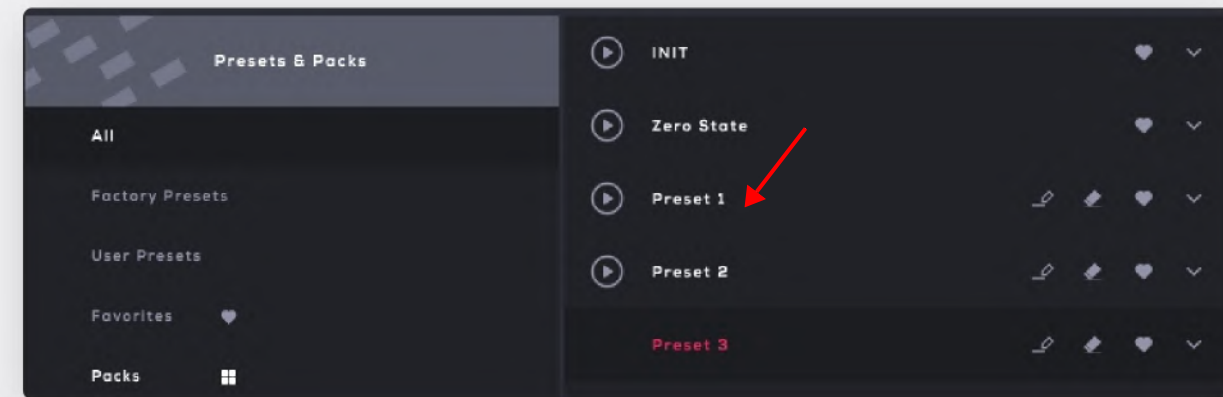 Presets & Packs
All
Factory Presets
User Presets
Favorites
Packs
INIT
Zero State
Preset 1
Preset 2
Preset 3